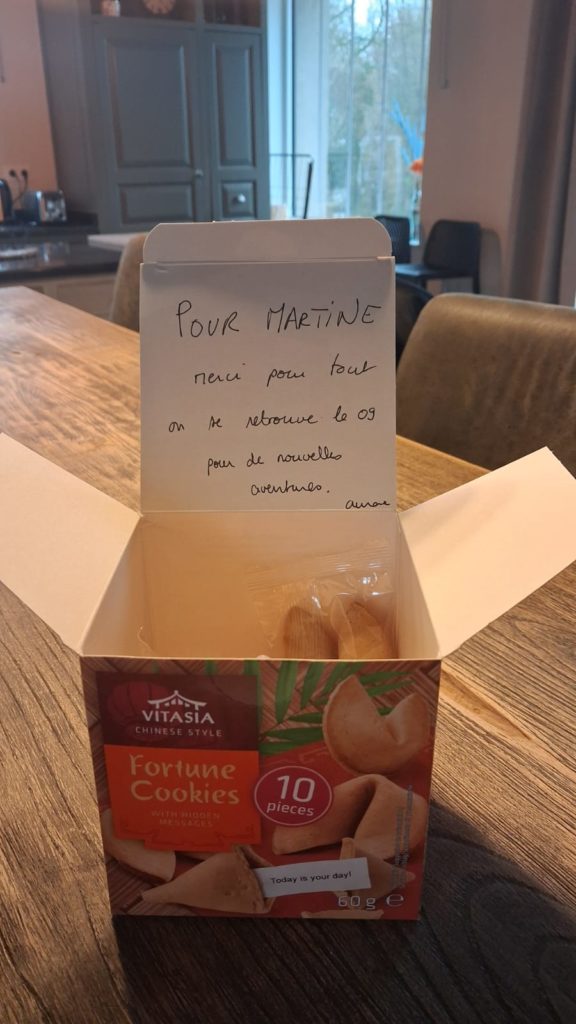 POUR MARTINE
merci pour tout
on se retrouve le 09
pour de nouvelles
aventures.
VITASIA
CHINESE STYLE
Fortune
Cookies
WITH HIDDEN
MESSAGES
10
pieces
Today is your day!
60 g e